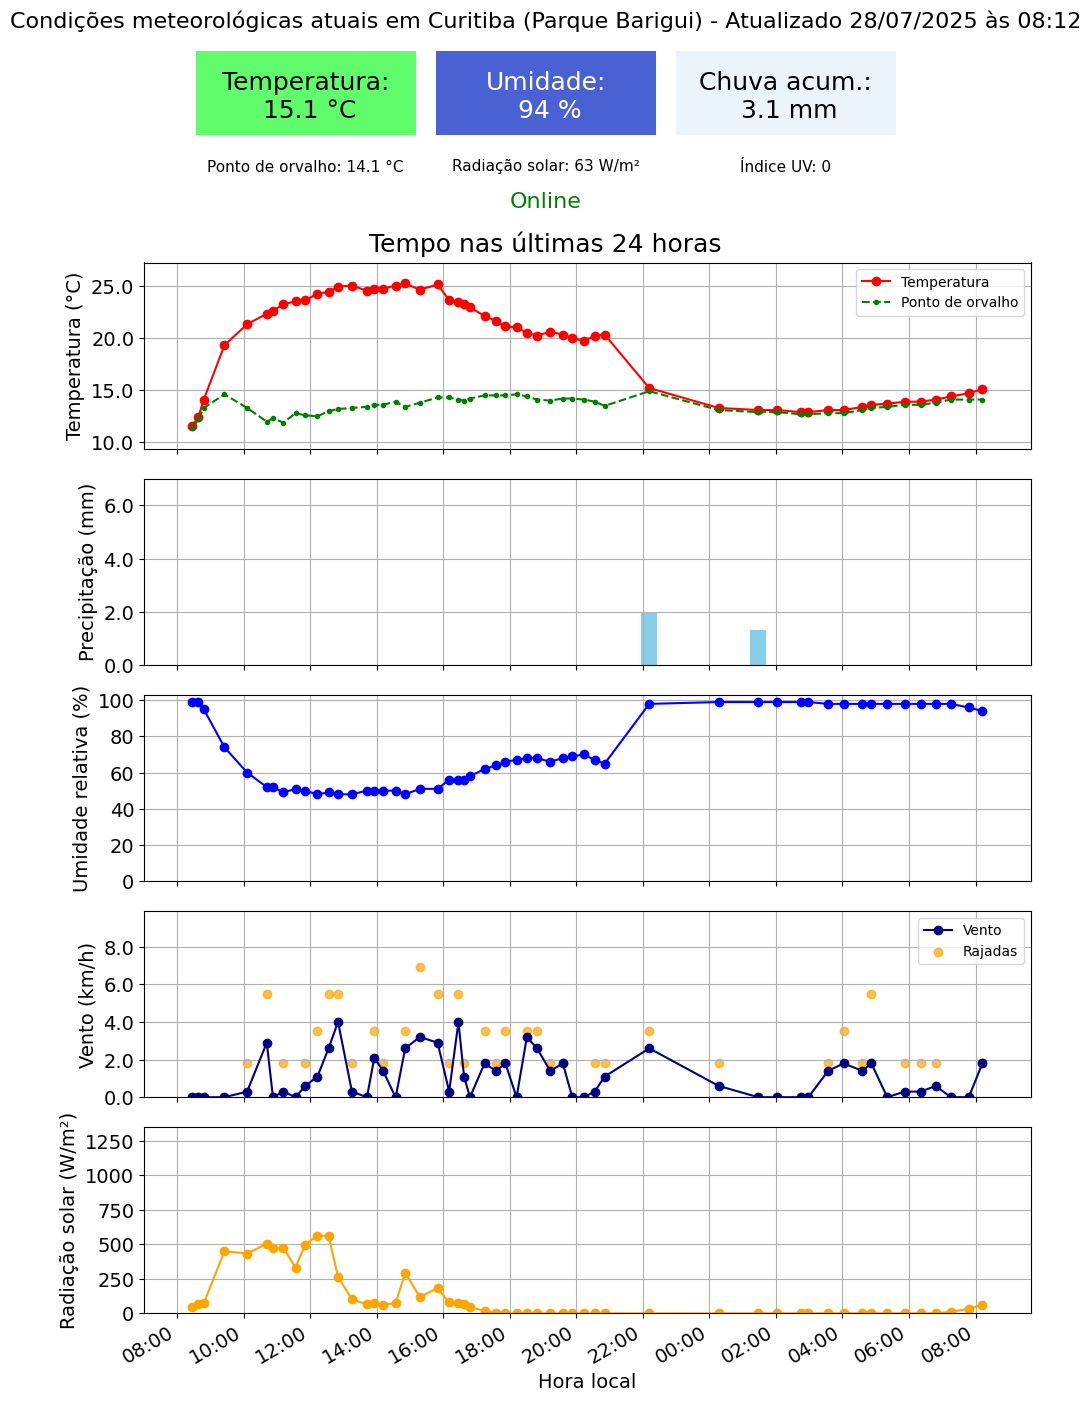 Condições meteorológicas atuais em Curitiba (Parque Barigui) - Atualizado 28/07/2025 às 08:12
Temperatura:
15.1 °C
Umidade:
94 %
Chuva acum.:
3.1 mm
Ponto de orvalho: 14.1 °C
Radiação solar: 63 W/m²
Índice UV: 0
Online
Tempo nas últimas 24 horas
Temperatura (°C)
25.0
20.0
15.0
10.0
Temperatura
Ponto de orvalho
Precipitação (mm)
6.0
4.0
2.0
0.0
Umidade relativa (%)
100
80
60
40
20
0
Vento (km/h)
8.0
6.0
4.0
2.0
0.0
Vento
Rajadas
Radiação solar (W/m²)
1250
1000
750
500
250
0
08:00 10:00 12:00 14:00 16:00 18:00 20:00 22:00 00:00 02:00 04:00 06:00 08:00
Hora local